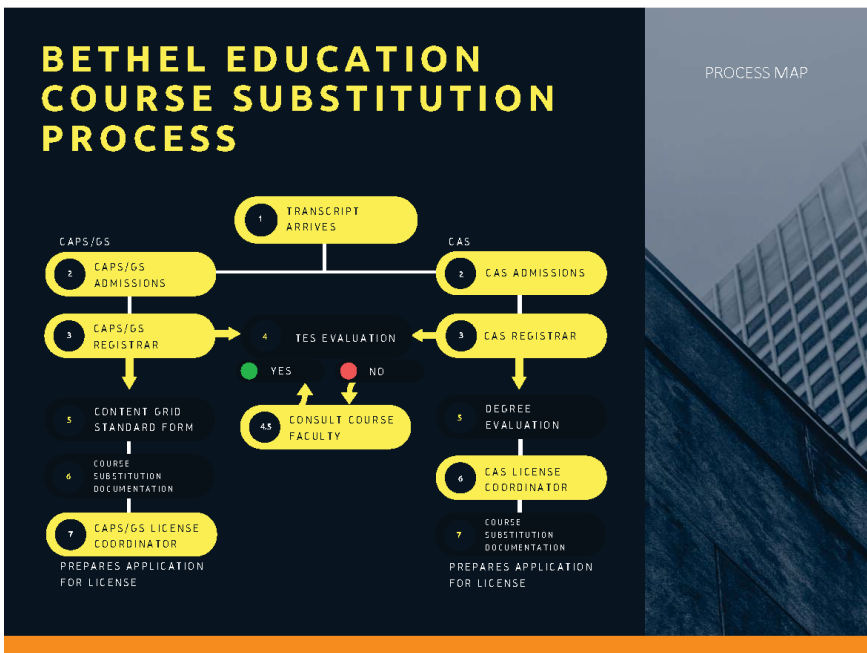 BETHEL EDUCATION
COURSE SUBSTITUTION
PROCESS
PROCESS MAP
1
TRANSCRIPT
ARRIVES
CAPS/GS
CAS
2
CAPS/GS
ADMISSIONS
2
CAS ADMISSIONS
3
CAPS/GS
REGISTRAR
4
TES EVALUATION
3
CAS REGISTRAR
YES
NO
5
CONTENT GRID
STANDARD FORM
4.5
CONSULT COURSE
FACULTY
5
DEGREE
EVALUATION
6
COURSE
SUBSTITUTION
DOCUMENTATION
6
CAS LICENSE
COORDINATOR
7
CAPS/GS LICENSE
COORDINATOR
7
COURSE
SUBSTITUTION
DOCUMENTATION
PREPARES APPLICATION
FOR LICENSE
PREPARES APPLICATION
FOR LICENSE